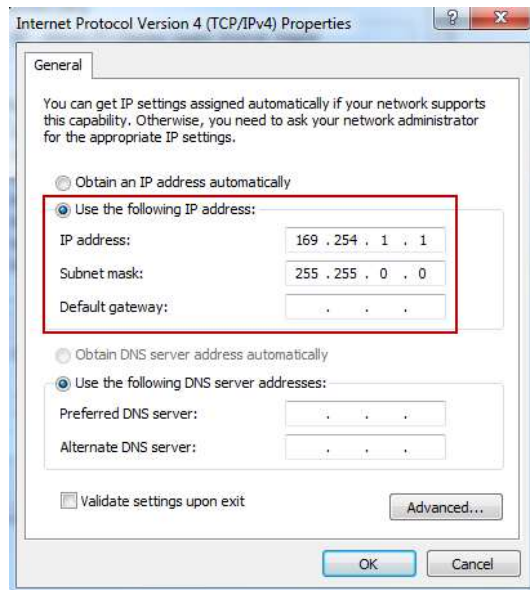 Internet Protocol Version 4 (TCP/IPv4) Properties
General
You can get IP settings assigned automatically if your network supports
this capability. Otherwise, you need to ask your network administrator
for the appropriate IP settings.
Obtain an IP address automatically
Use the following IP address:
IP address: 169 . 254 . 1 . 1
Subnet mask: 255 . 255 . 0 . 0
Default gateway: . . .
Obtain DNS server address automatically
Use the following DNS server addresses:
Preferred DNS server: . . .
Alternate DNS server: . . .
Validate settings upon exit
Advanced...
OK Cancel